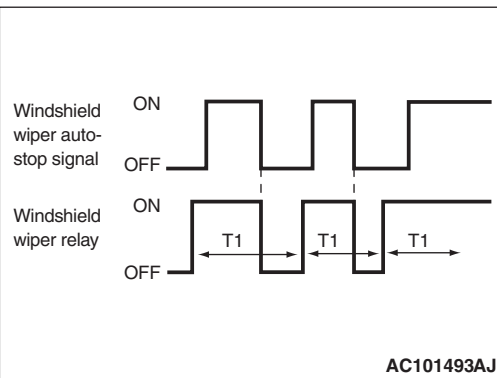 Windshield
wiper auto-
stop signal
ON
OFF
Windshield
wiper relay
ON
OFF
T1
T1
T1
AC101493AJ